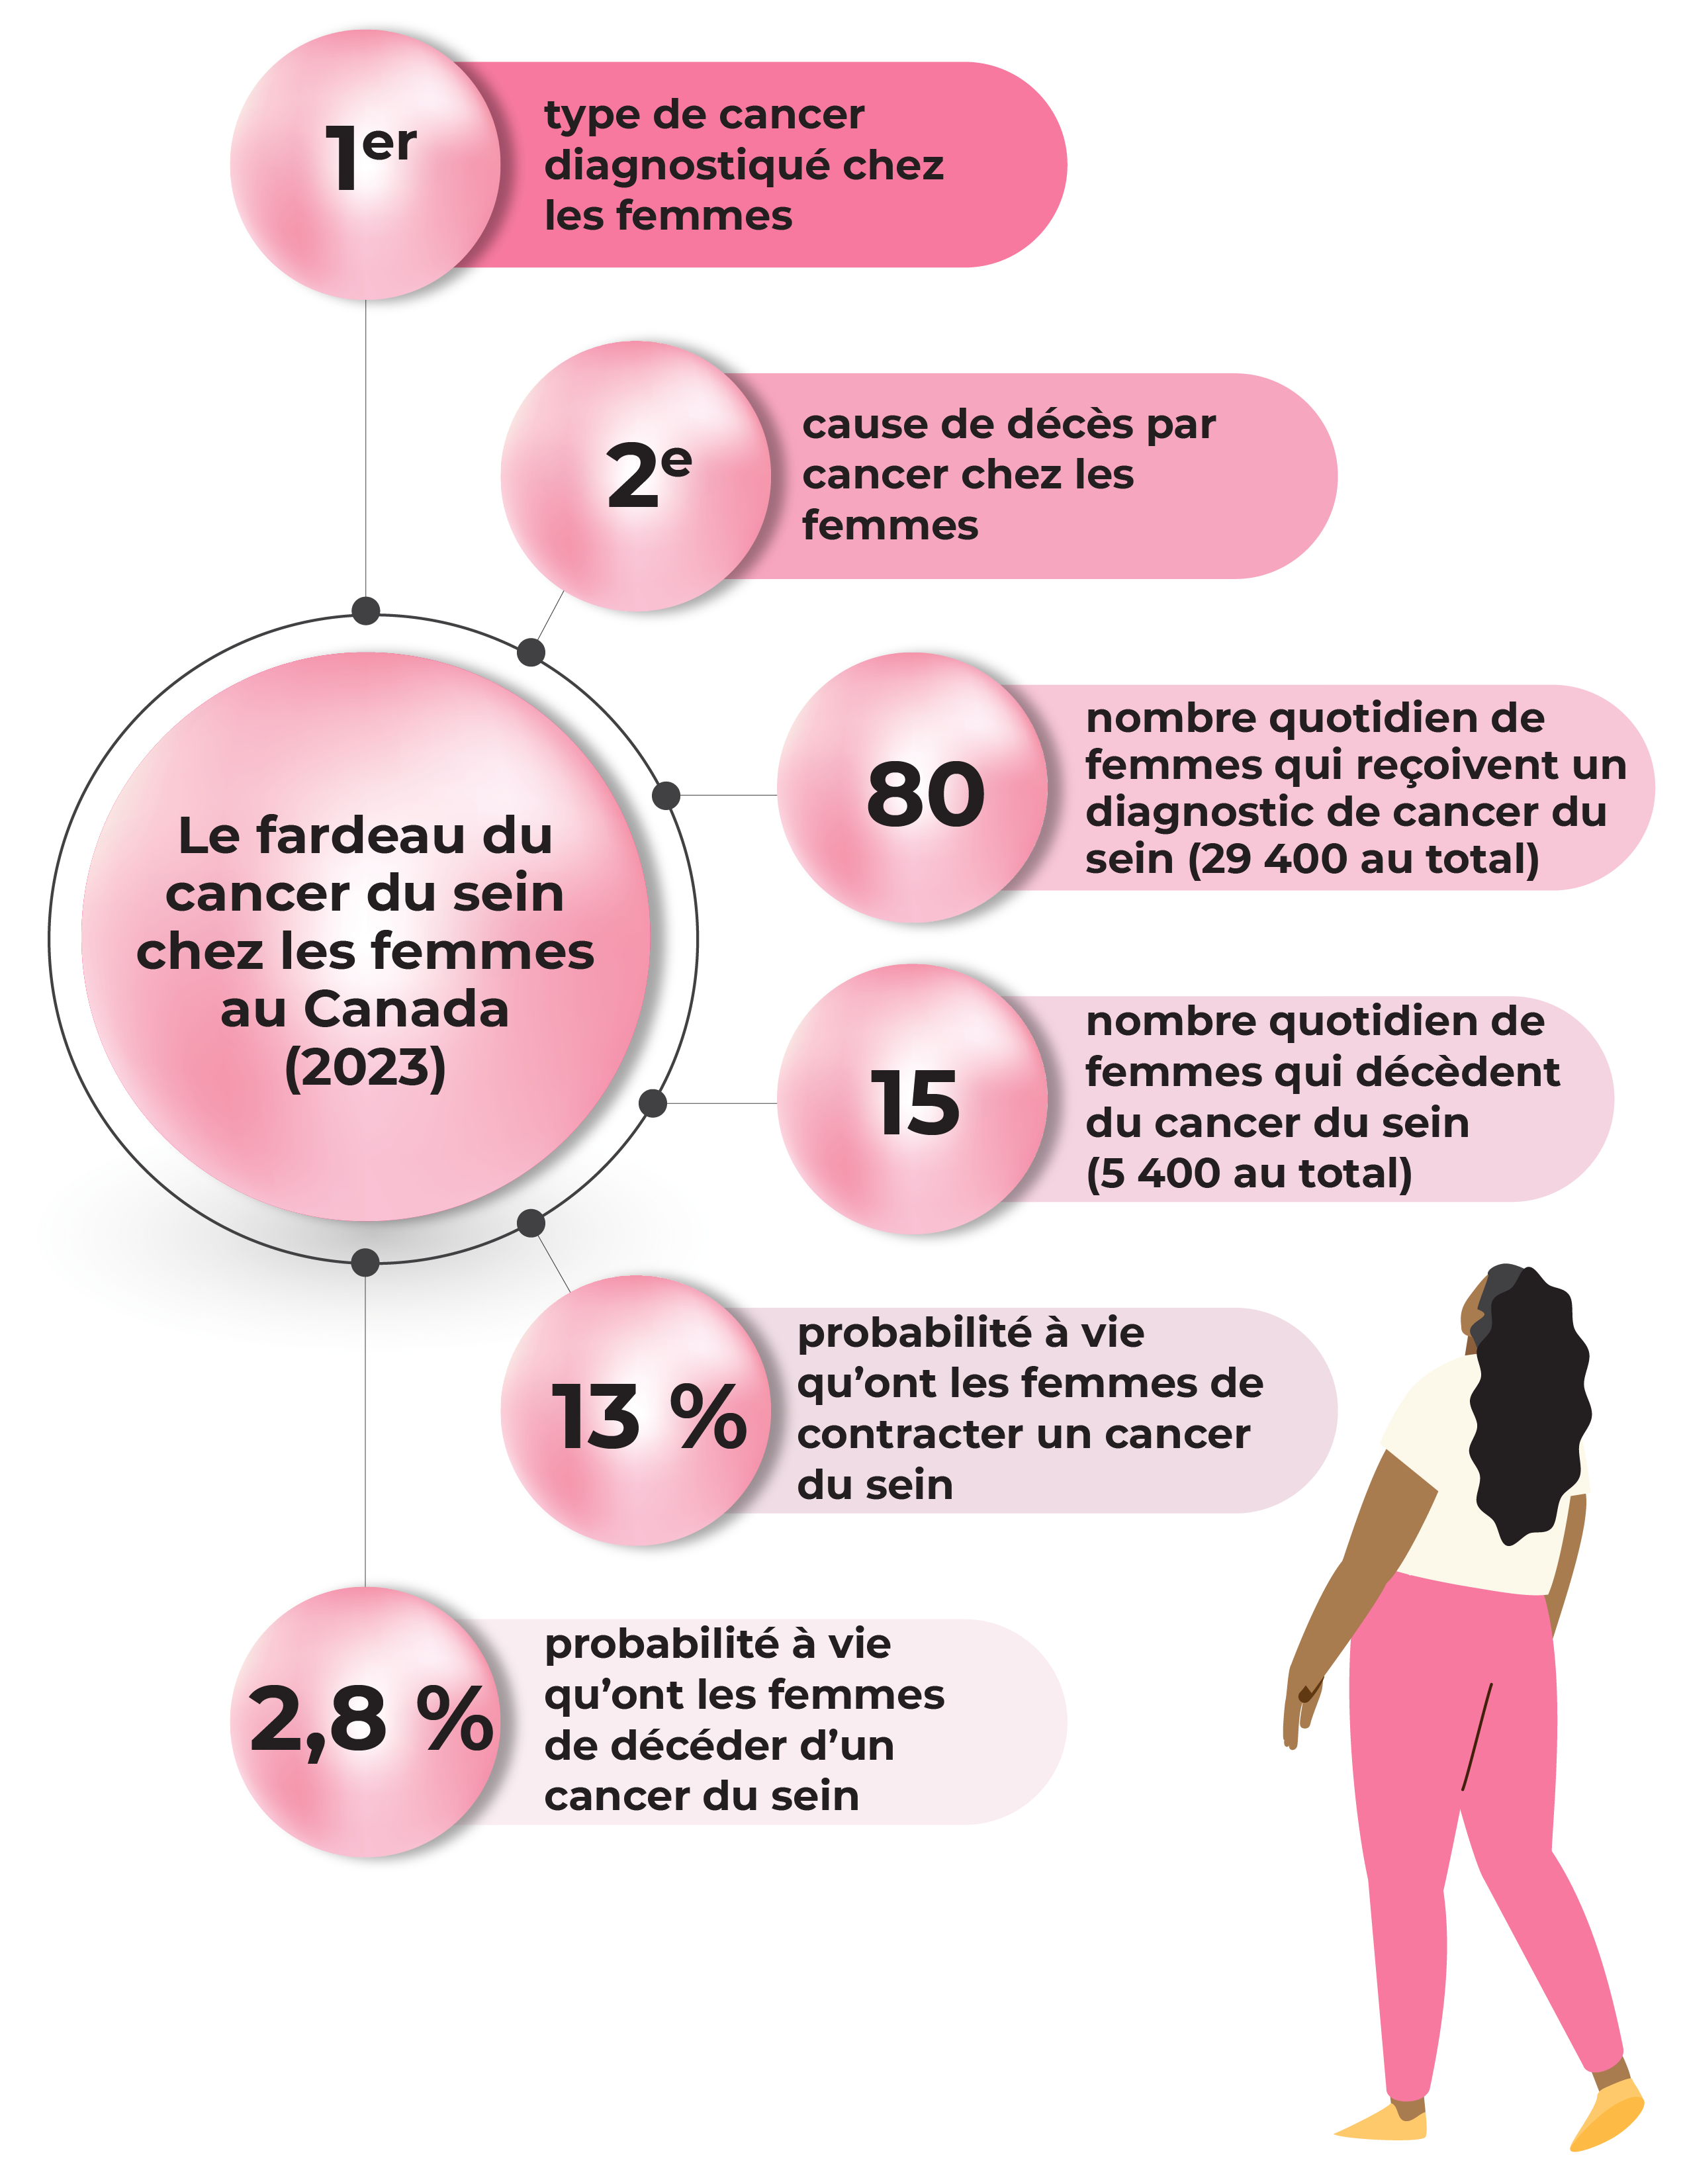 1er
type de cancer
diagnostiqué chez
les femmes
2e
cause de décès par
cancer chez les
femmes
80
nombre quotidien de
femmes qui reçoivent un
diagnostic de cancer du
sein (29 400 au total)
Le fardeau du
cancer du sein
chez les femmes
au Canada
(2023)
15
nombre quotidien de
femmes qui décèdent
du cancer du sein
(5 400 au total)
13 %
probabilité à vie
qu’ont les femmes de
contracter un cancer
du sein
2,8 %
probabilité à vie
qu’ont les femmes
de décéder d’un
cancer du sein